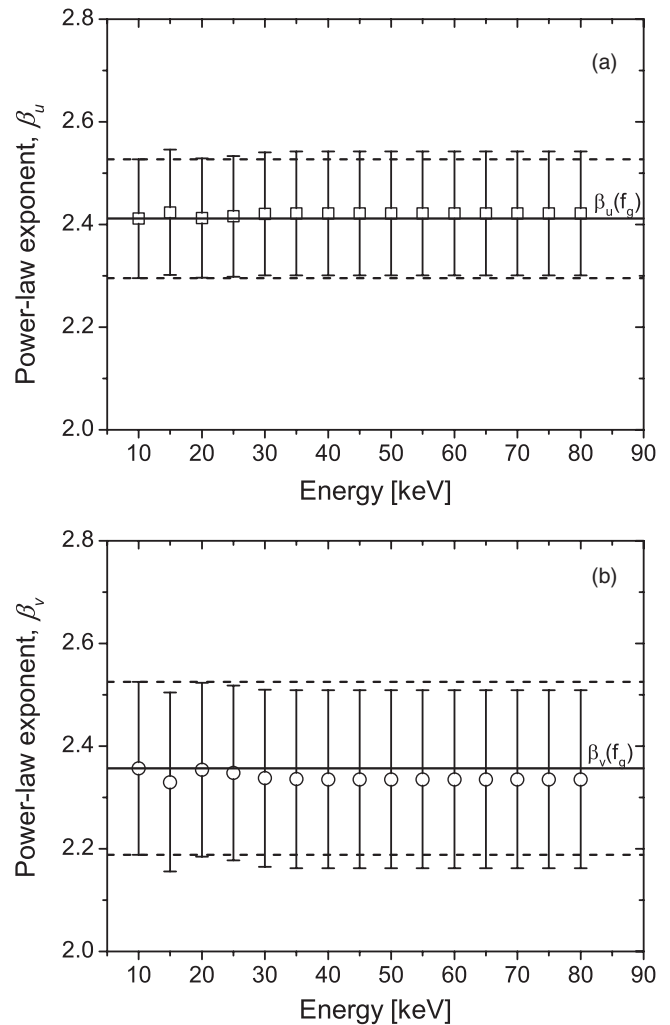 2.8
(a)
2.6
2.4
2.2
2.0
Power-law exponent, βᵤ
βᵤ(f_g)
10 20 30 40 50 60 70 80 90
Energy [keV]
2.8
(b)
2.6
2.4
2.2
2.0
Power-law exponent, βᵥ
βᵥ(f_g)
10 20 30 40 50 60 70 80 90
Energy [keV]